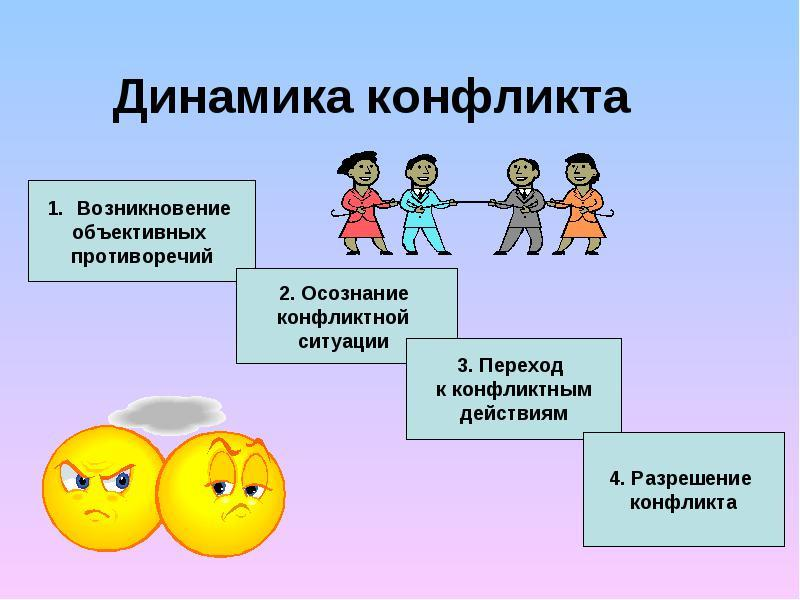 Динамика конфликта
1. Возникновение
объективных
противоречий
2. Осознание
конфликтной
ситуации
3. Переход
к конфликтным
действиям
4. Разрешение
конфликта